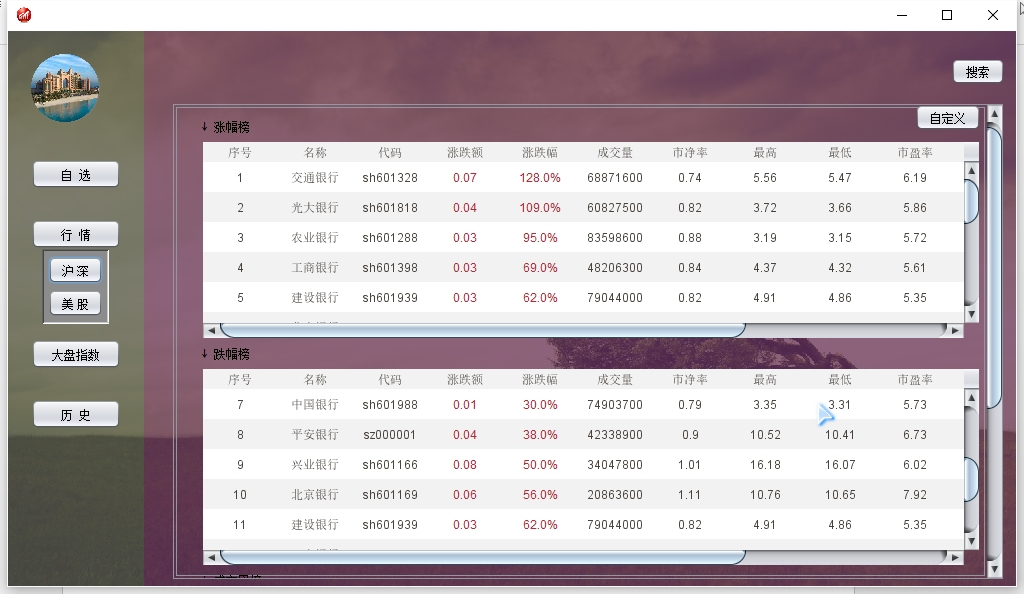 搜索
自定义
自 选
行 情
沪 深
美 股
大盘指数
历 史
↓ 涨幅榜
序号 名称 代码 涨跌额 涨跌幅 成交量 市净率 最高 最低 市盈率
1 交通银行 sh601328 0.07 128.0% 68871600 0.74 5.56 5.47 6.19
2 光大银行 sh601818 0.04 109.0% 60827500 0.82 3.72 3.66 5.86
3 农业银行 sh601288 0.03 95.0% 83598600 0.88 3.19 3.15 5.72
4 工商银行 sh601398 0.03 69.0% 48206300 0.84 4.37 4.32 5.61
5 建设银行 sh601939 0.03 62.0% 79044000 0.82 4.91 4.86 5.35
↓ 跌幅榜
序号 名称 代码 涨跌额 涨跌幅 成交量 市净率 最高 最低 市盈率
7 中国银行 sh601988 0.01 30.0% 74903700 0.79 3.35 3.31 5.73
8 平安银行 sz000001 0.04 38.0% 42338900 0.9 10.52 10.41 6.73
9 兴业银行 sh601166 0.08 50.0% 34047800 1.01 16.18 16.07 6.02
10 北京银行 sh601169 0.06 56.0% 20863600 1.11 10.76 10.65 7.92
11 建设银行 sh601939 0.03 62.0% 79044000 0.82 4.91 4.86 5.35